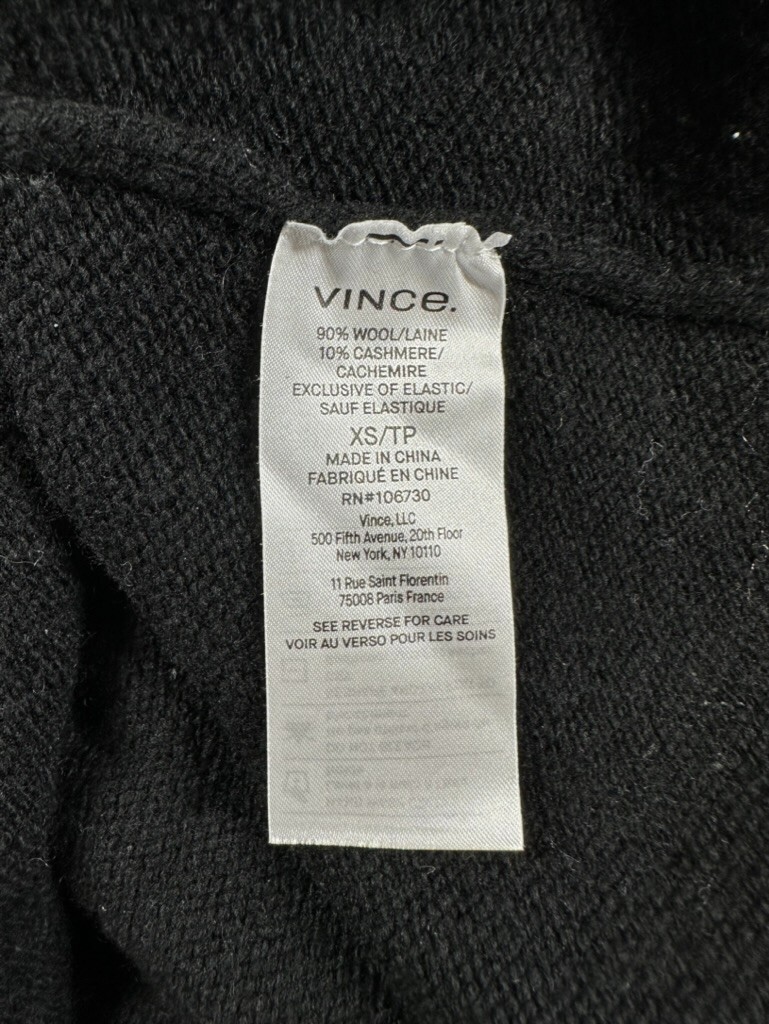 VINCE.
90% WOOL/LAINE
10% CASHMERE/
CACHEMIRE
EXCLUSIVE OF ELASTIC/
SAUF ELASTIQUE
XS/TP
MADE IN CHINA
FABRIQUÉ EN CHINE
RN#106730
Vince, LLC
500 Fifth Avenue, 20th Floor
New York, NY 10110
11 Rue Saint Florentin
75008 Paris France
SEE REVERSE FOR CARE
VOIR AU VERSO POUR LES SOINS